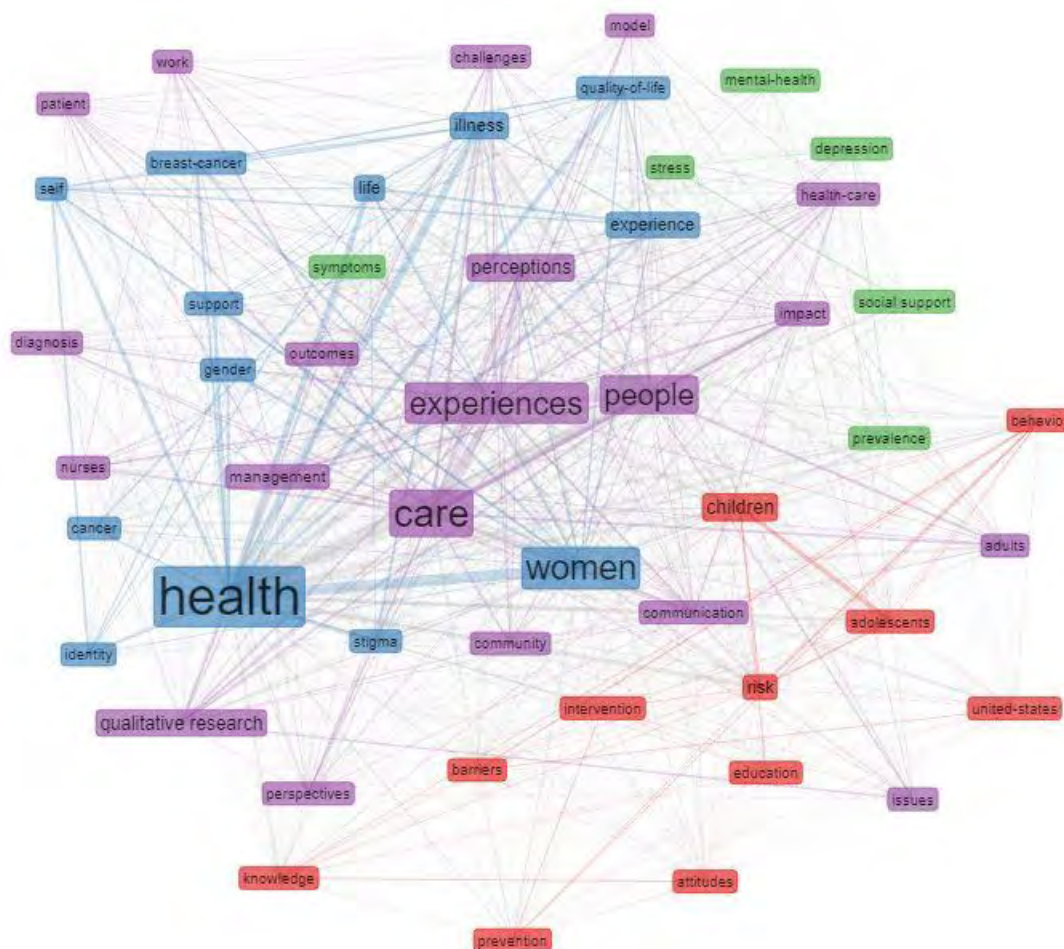 model
work
challenges
mental-health
quality-of-life
patient
illness
depression
breast-cancer
stress
self
life
health-care
experience
symptoms
perceptions
support
social support
impact
diagnosis
outcomes
gender
people
experiences
behavio
prevalence
nurses
management
children
care
cancer
adults
women
health
communication
adolescents
stigma
community
identity
risk
intervention
united-states
qualitative research
barriers
education
perspectives
issues
knowledge
attitudes
prevention